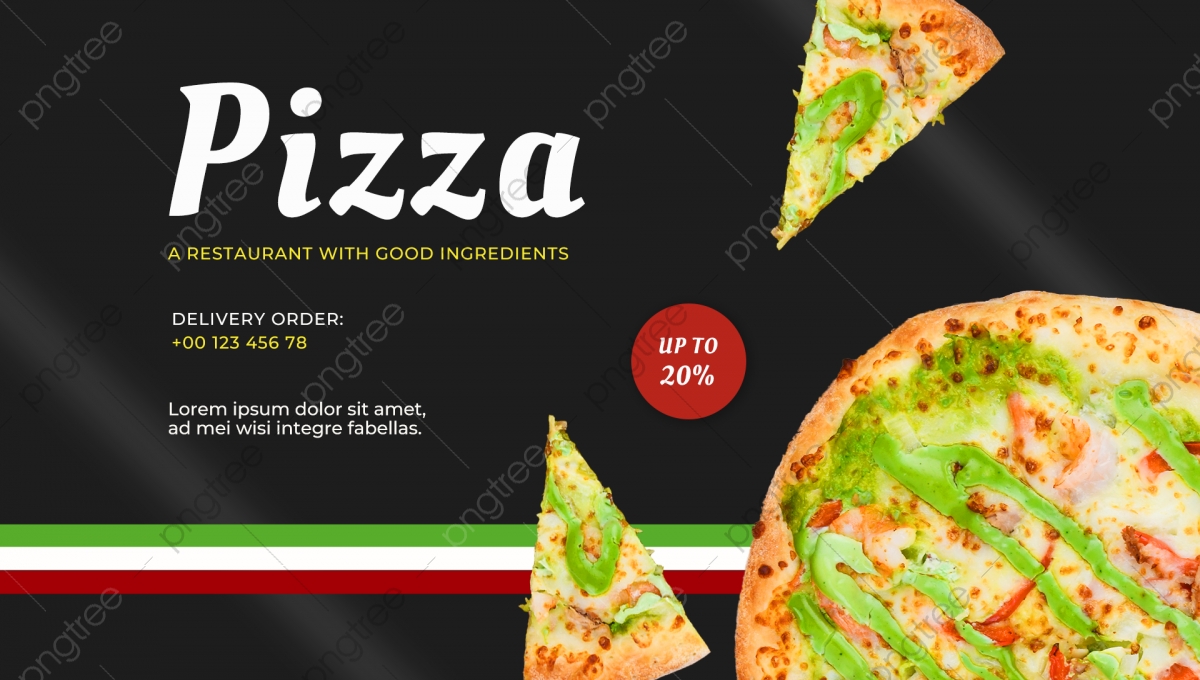 Pizza
A RESTAURANT WITH GOOD INGREDIENTS
DELIVERY ORDER:
+00 123 456 78
UP TO
20%
Lorem ipsum dolor sit amet,
ad mei wisi integre fabellas.
pngtree